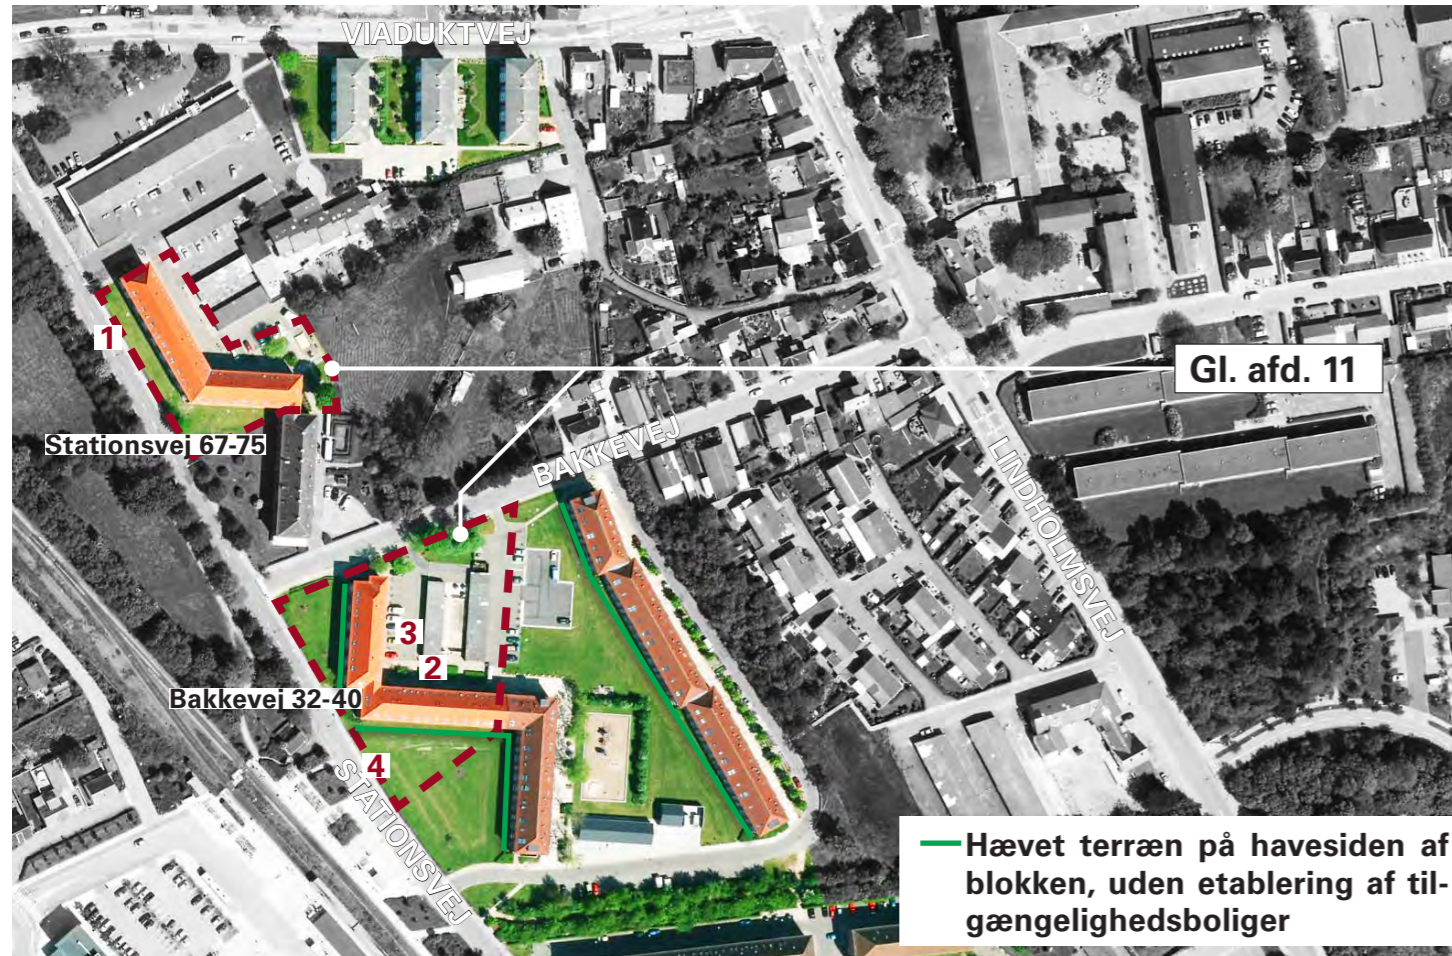 VIADUKTVEJ
1
Gl. afd. 11
Stationsvej 67-75
BAKKEVEJ
LINDHOLMSVEJ
3
2
Bakkevej 32-40
4
STATIONSVEJ
Hævet terræn på havesiden af
blokken, uden etablering af til-
gængelighedsboliger